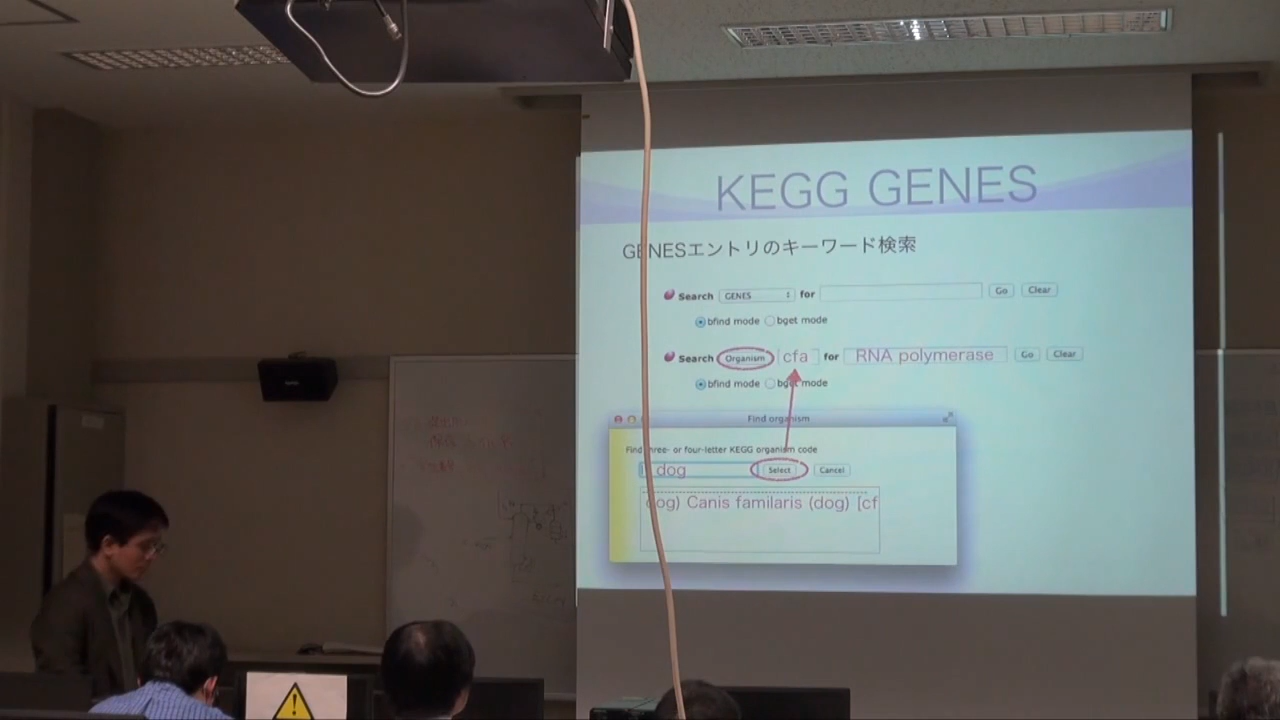 KEGG GENES
GENESエントリのキーワード検索
Search GENES for Go Clear
bfind mode bget mode
Search Organism cfa for RNA polymerase Go Clear
bfind mode bget mode
Find organism
Find three- or four-letter KEGG organism code
dog Select Cancel
dog) Canis familaris (dog) [cf